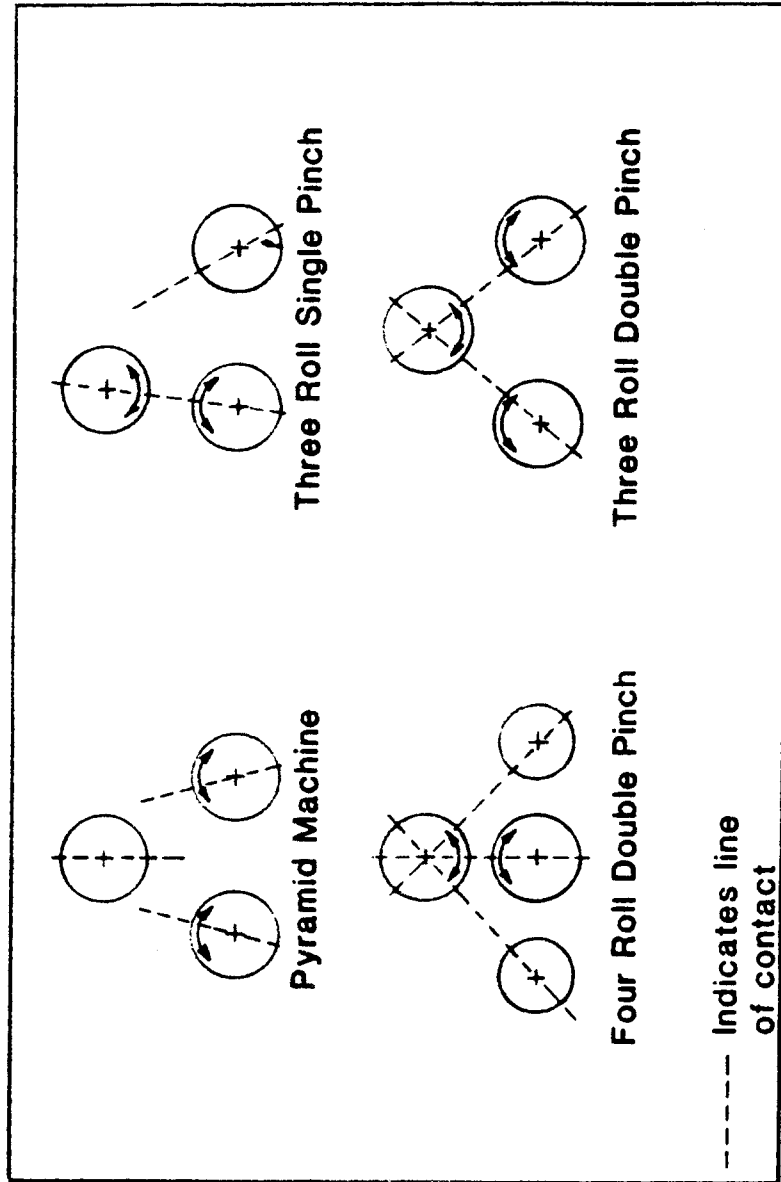 Pyramid Machine
Three Roll Single Pinch
Four Roll Double Pinch
Three Roll Double Pinch
----- Indicates line
of contact